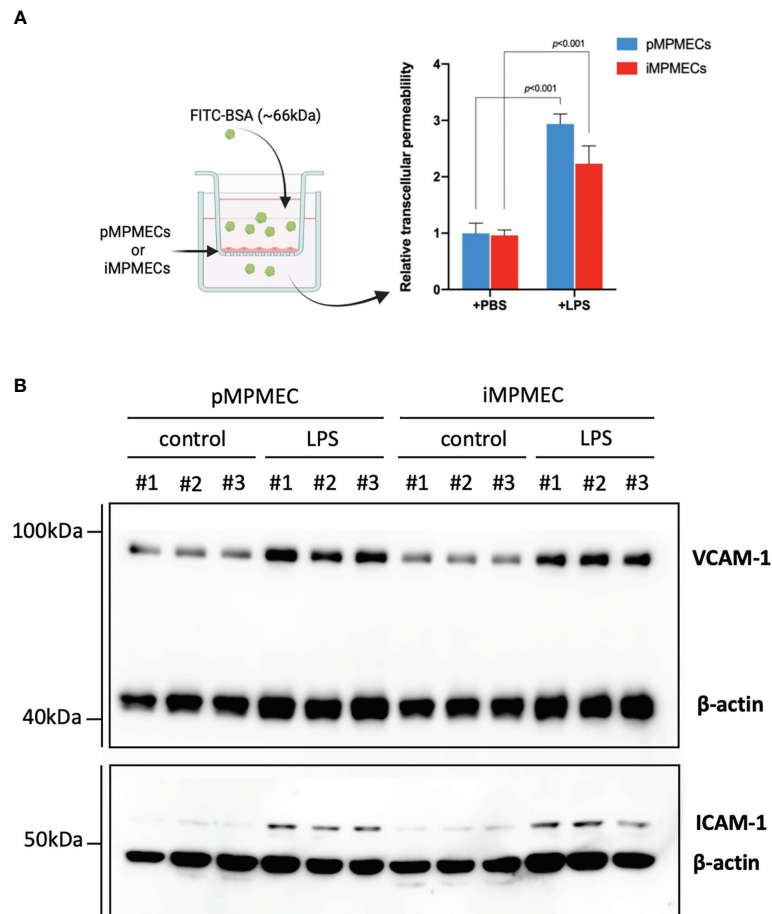 A
FITC-BSA (~66kDa)
pMPMECs
or
iMPMECs
Relative transcellular permeablility
4
3
2
1
0
p<0.001
p<0.001
+PBS
+LPS
pMPMECs
iMPMECs
B
pMPMEC iMPMEC
control LPS control LPS
#1 #2 #3 #1 #2 #3 #1 #2 #3 #1 #2 #3
100kDa
VCAM-1
40kDa
β-actin
ICAM-1
50kDa
β-actin